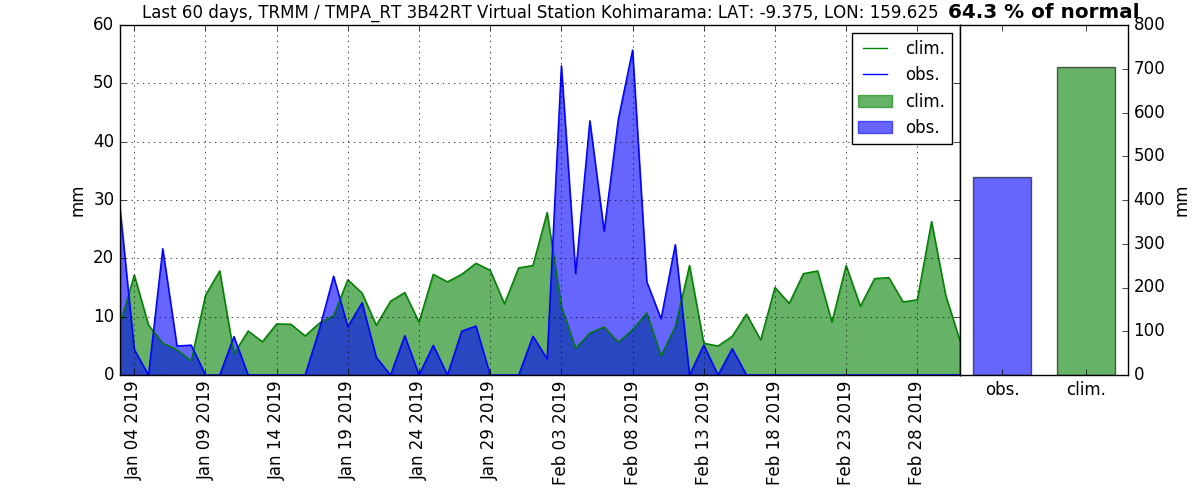 Last 60 days, TRMM / TMPA_RT 3B42RT Virtual Station Kohimarama: LAT: -9.375, LON: 159.625
64.3 % of normal
60
50
40
30
20
10
0
mm
clim.
obs.
clim.
obs.
Jan 04 2019
Jan 09 2019
Jan 14 2019
Jan 19 2019
Jan 24 2019
Jan 29 2019
Feb 03 2019
Feb 08 2019
Feb 13 2019
Feb 18 2019
Feb 23 2019
Feb 28 2019
800
700
600
500
400
300
200
100
0
mm
obs.
clim.